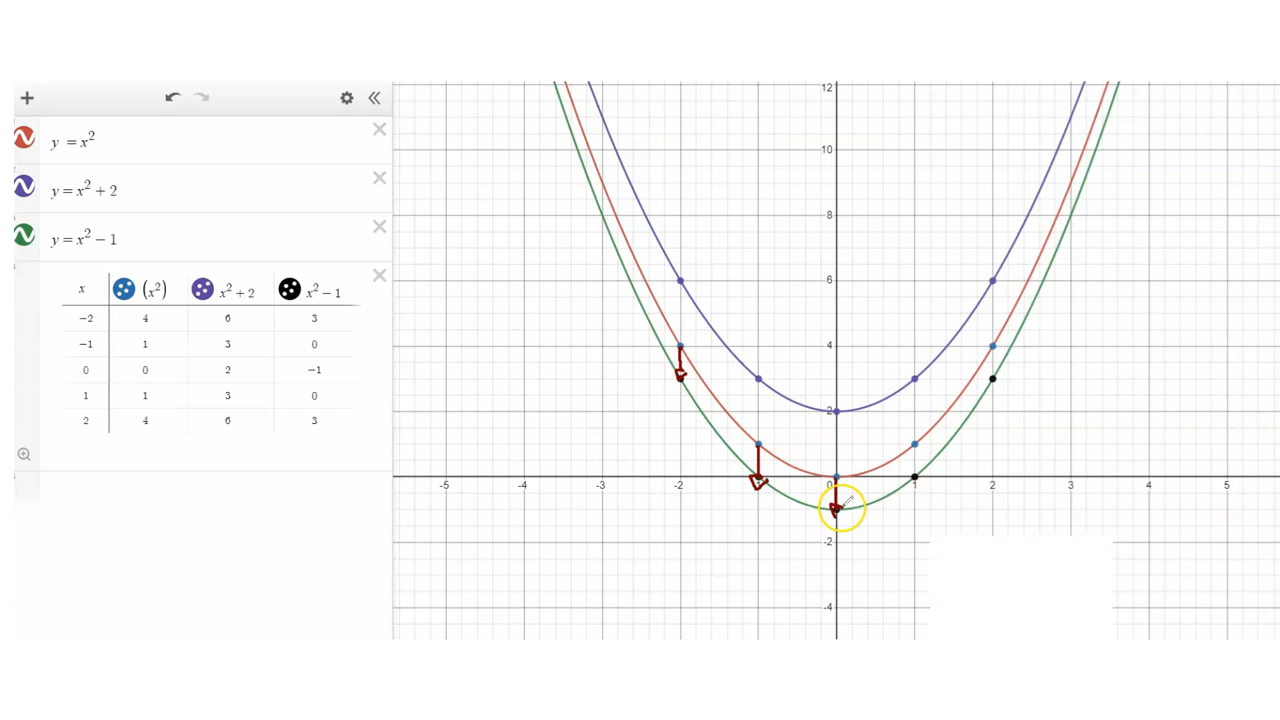 y = x²
y = x² + 2
y = x² − 1
x (x²) x² + 2 x² − 1
−2 4 6 3
−1 1 3 0
0 0 2 −1
1 1 3 0
2 4 6 3
12
10
8
6
4
2
-5 -4 -3 -2 0 1 2 3 4 5
-2
-4